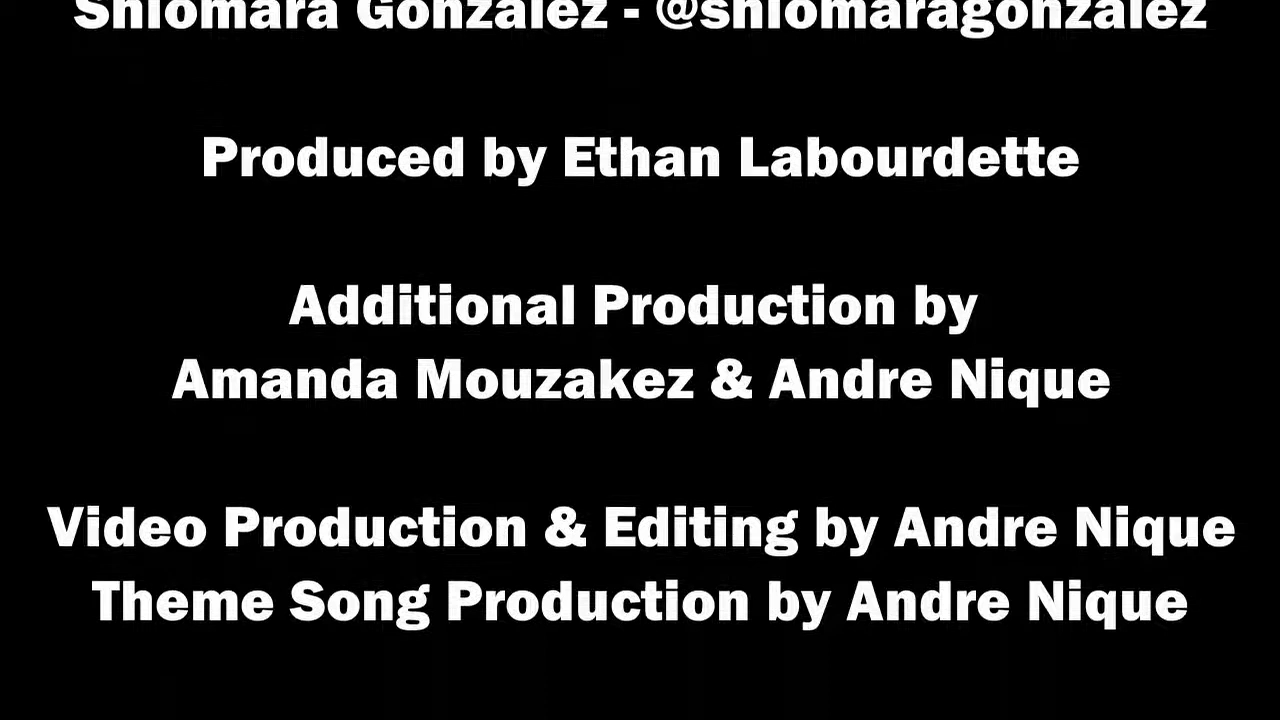 Shiomara Gonzalez - @shiomaragonzalez
Produced by Ethan Labourdette
Additional Production by
Amanda Mouzakez & Andre Nique
Video Production & Editing by Andre Nique
Theme Song Production by Andre Nique